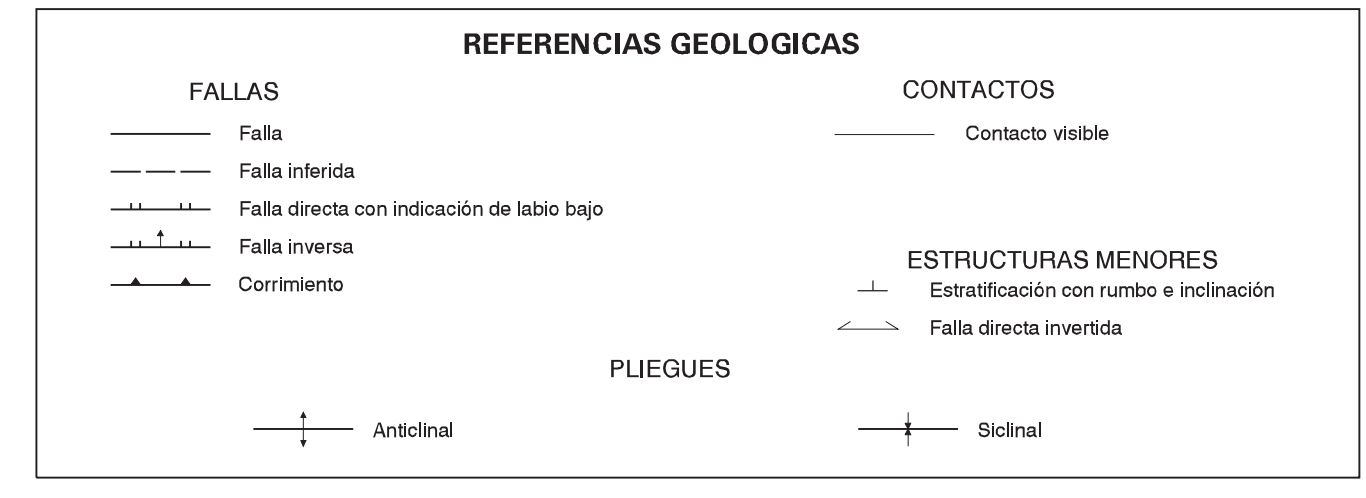 REFERENCIAS GEOLOGICAS
FALLAS
Falla
Falla inferida
Falla directa con indicación de labio bajo
Falla inversa
Corrimiento
CONTACTOS
Contacto visible
ESTRUCTURAS MENORES
Estratificación con rumbo e inclinación
Falla directa invertida
PLIEGUES
Anticlinal
Siclinal